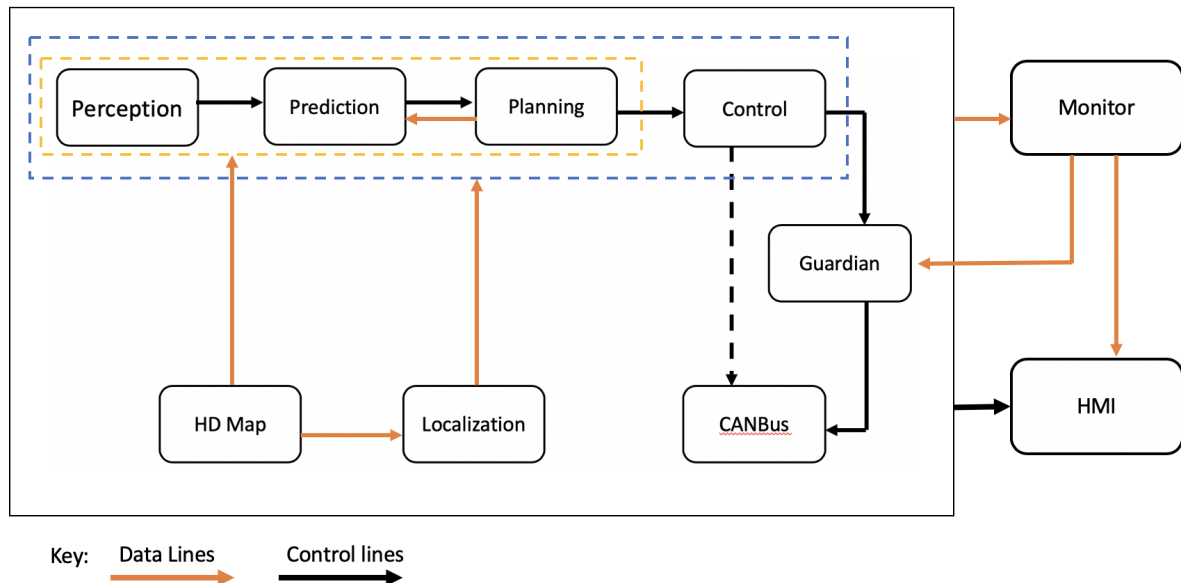 Perception
Prediction
Planning
Control
Monitor
Guardian
HD Map
Localization
CANBus
HMI
Key: Data Lines Control lines